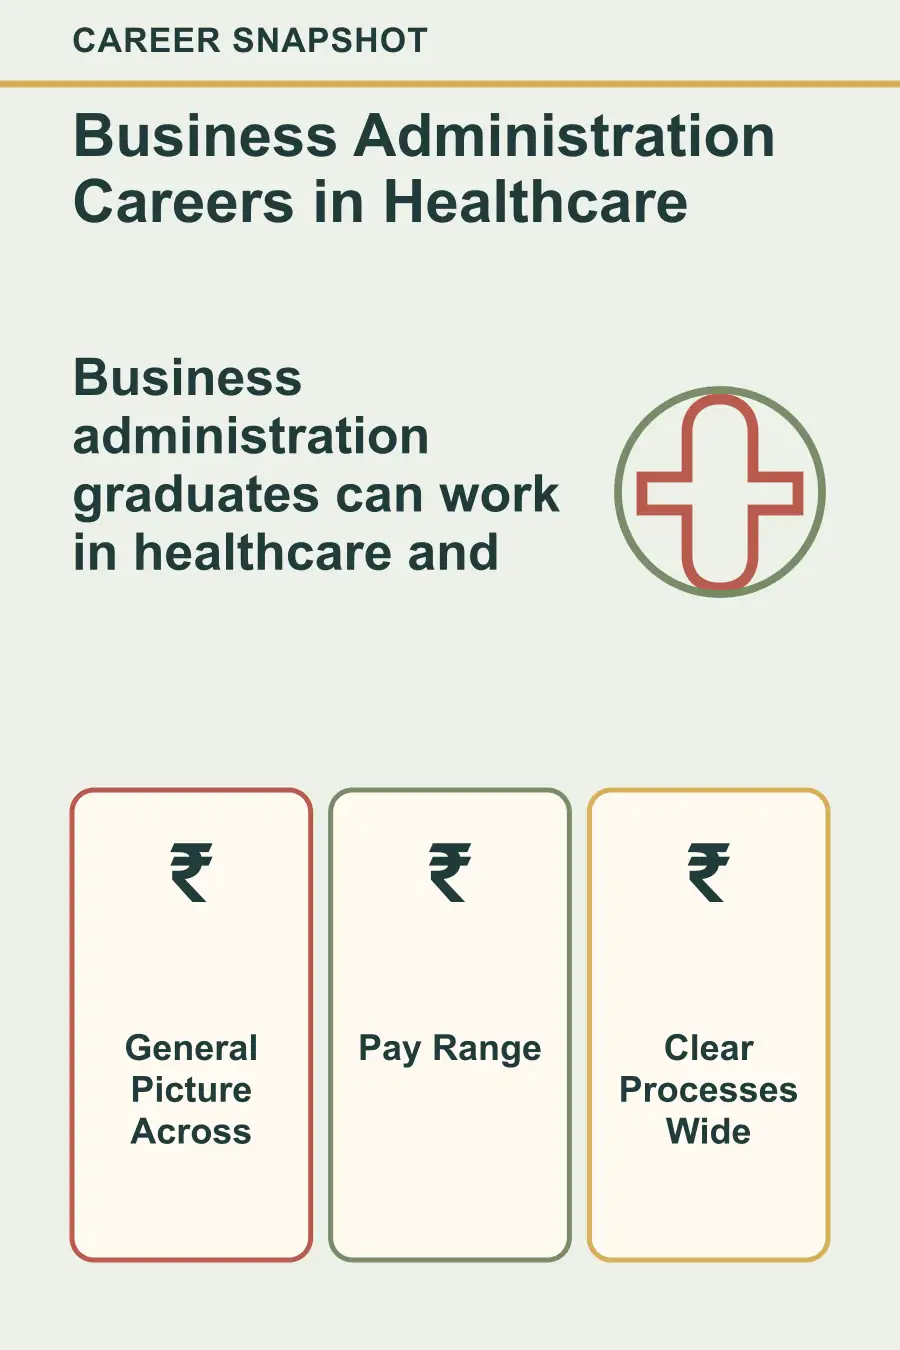 CAREER SNAPSHOT
Business Administration
Careers in Healthcare
Business
administration
graduates can work
in healthcare and
₹
General
Picture
Across
₹
Pay Range
₹
Clear
Processes
Wide